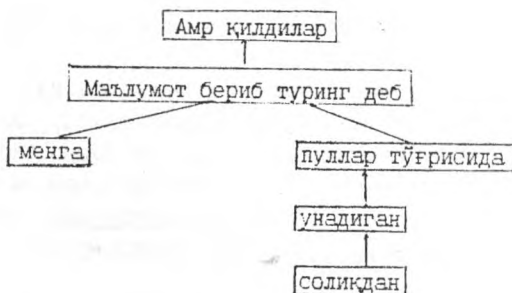 Амр қилдилар
Маълумот бериб туринг деб
менга
пуллар тўғрисида
унадиган
солиқдан